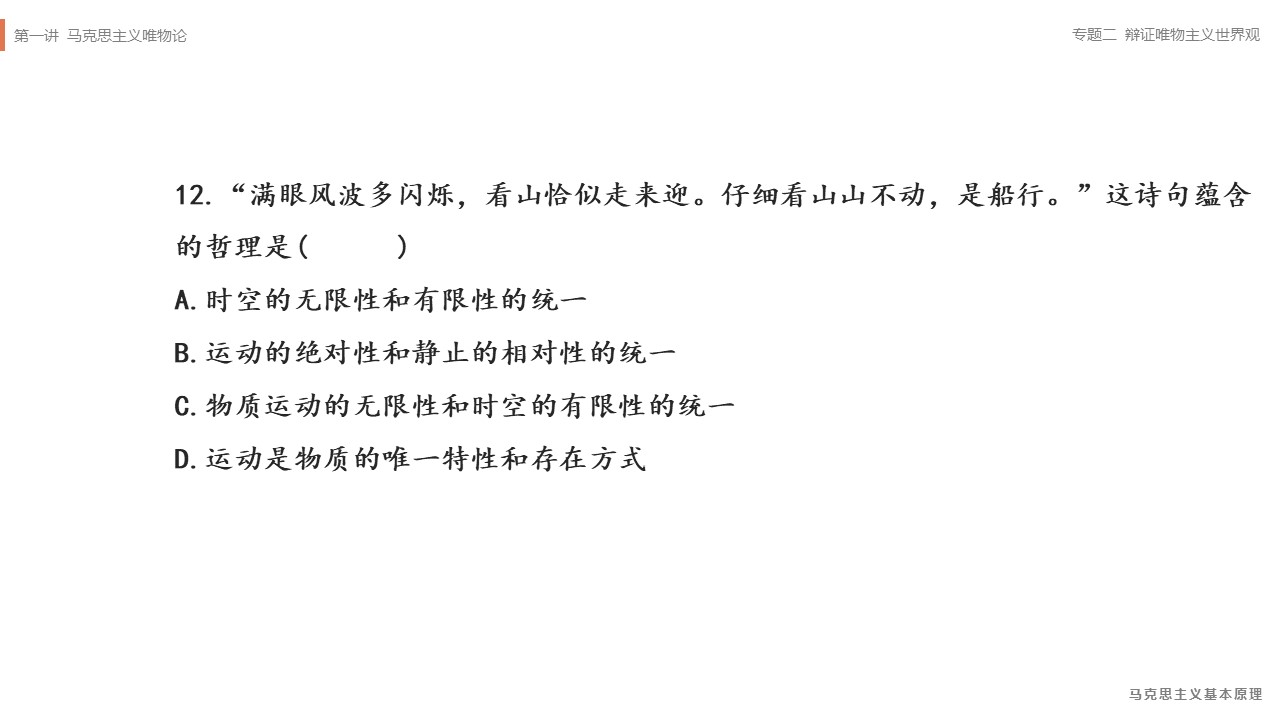 第一讲 马克思主义唯物论
专题二 辩证唯物主义世界观
12.“满眼风波多闪烁，看山恰似走来迎。仔细看山山不动，是船行。”这诗句蕴含
的哲理是(      )
A.时空的无限性和有限性的统一
B.运动的绝对性和静止的相对性的统一
C.物质运动的无限性和时空的有限性的统一
D.运动是物质的唯一特性和存在方式
马克思主义基本原理